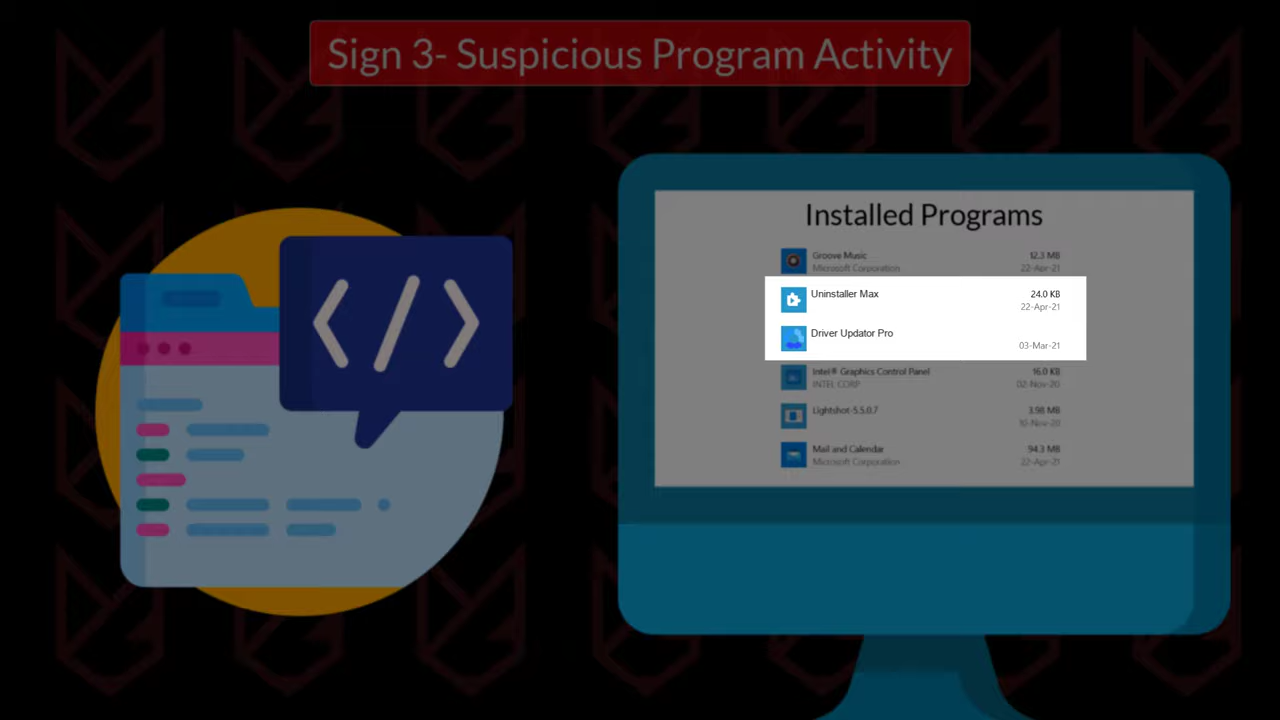 Sign 3- Suspicious Program Activity
Installed Programs
Groove Music 12.3 MB
Microsoft Corporation 22-Apr-21
Uninstaller Max 24.0 KB
22-Apr-21
Driver Updator Pro
03-Mar-21
Intel® Graphics Control Panel 16.0 KB
INTEL CORP 02-Nov-20
Lightshot-5.5.0.7 3.98 MB
10-Nov-20
Mail and Calendar 94.3 MB
Microsoft Corporation 22-Apr-21